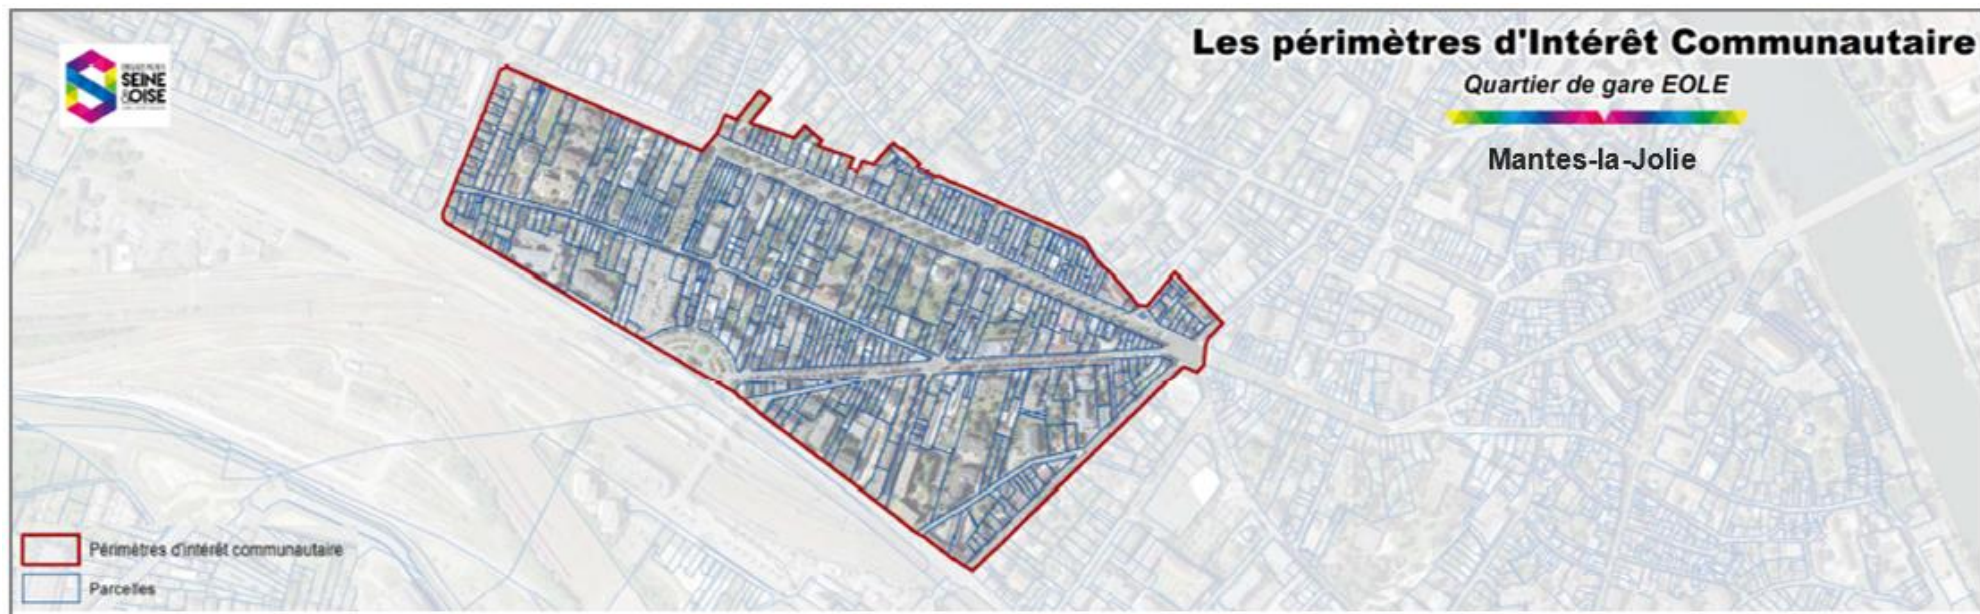 Les périmètres d'Intérêt Communautaire
Quartier de gare EOLE
Mantes-la-Jolie
SEINE
&OISE
Périmètres d'intérêt communautaire
Parcelles